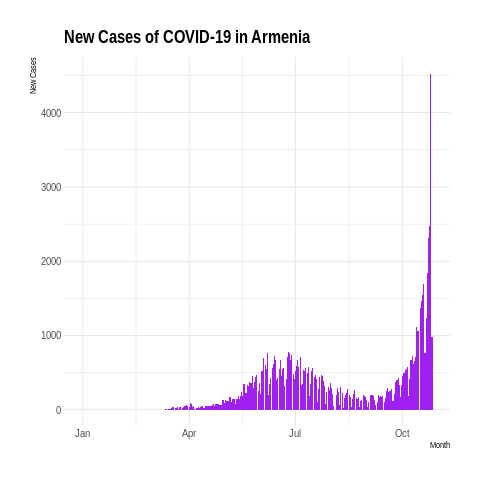 New Cases of COVID-19 in Armenia
New Cases
4000
3000
2000
1000
0
Jan Apr Jul Oct
Month